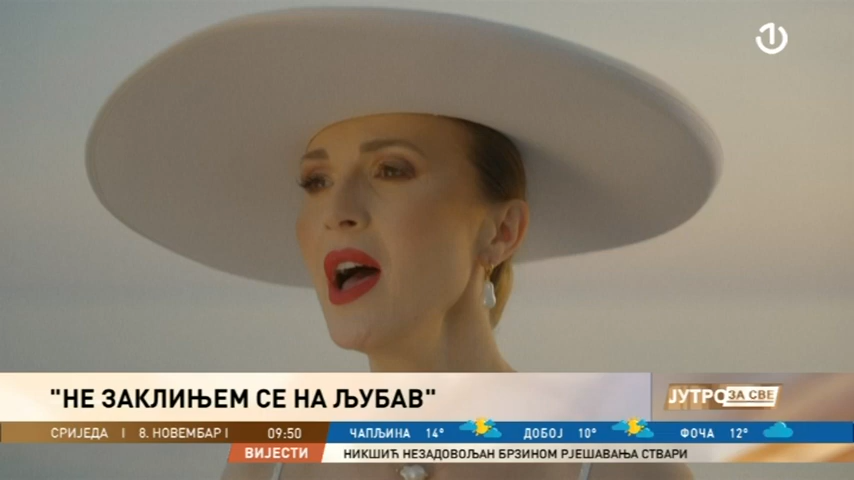 1
"НЕ ЗАКЛИЊЕМ СЕ НА ЉУБАВ"
ЈУТРО ЗА СВЕ
СРИЈЕДА | 8. НОВЕМБАР | 09:50 ЧАПЉИНА 14° ДОБОЈ 10° ФОЧА 12°
ВИЈЕСТИ НИКШИЋ НЕЗАДОВОЉАН БРЗИНОМ РЈЕШАВАЊА СТВАРИ